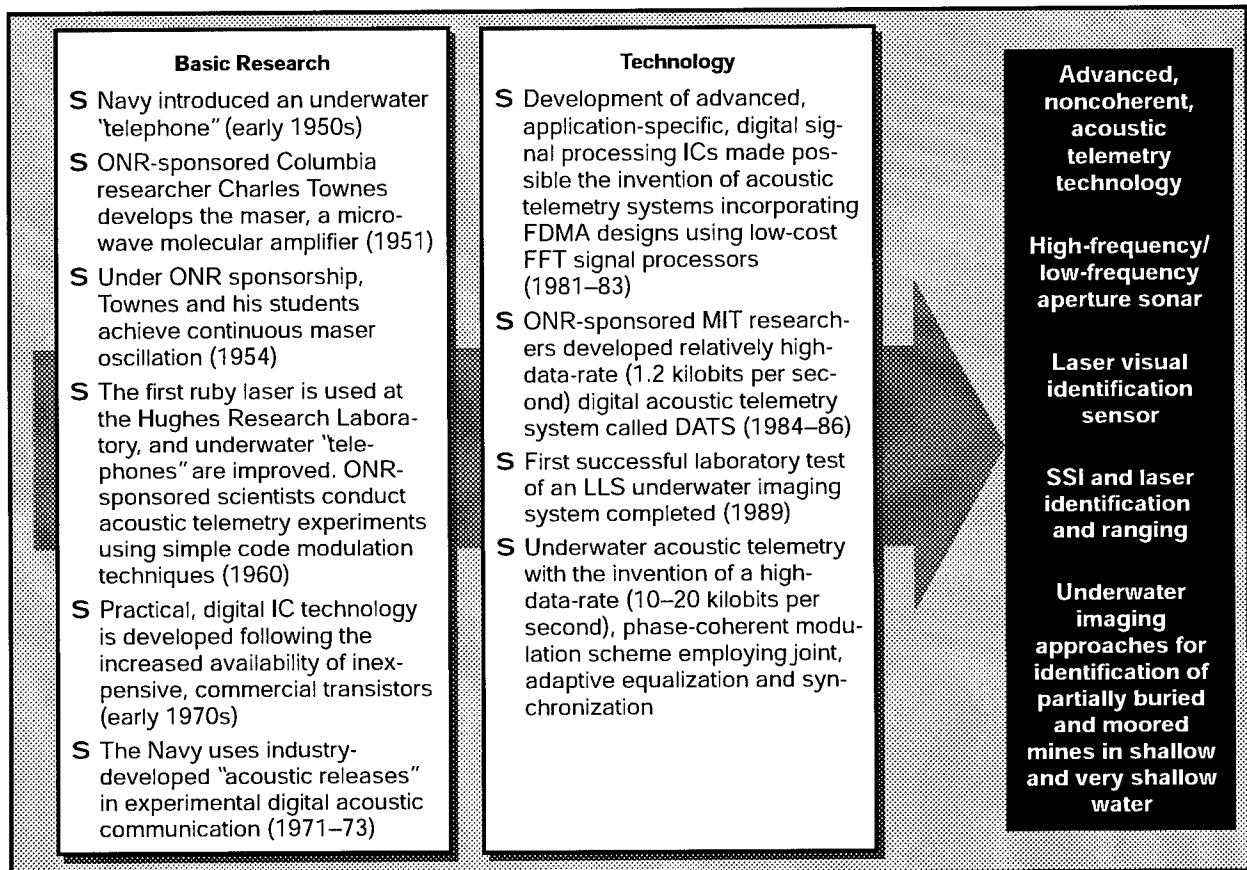 Basic Research
S Navy introduced an underwater
"telephone" (early 1950s)
S ONR-sponsored Columbia
researcher Charles Townes
develops the maser, a micro-
wave molecular amplifier (1951)
S Under ONR sponsorship,
Townes and his students
achieve continuous maser
oscillation (1954)
S The first ruby laser is used at
the Hughes Research Labora-
tory, and underwater "tele-
phones" are improved. ONR-
sponsored scientists conduct
acoustic telemetry experiments
using simple code modulation
techniques (1960)
S Practical, digital IC technology
is developed following the
increased availability of inex-
pensive, commercial transistors
(early 1970s)
S The Navy uses industry-
developed "acoustic releases"
in experimental digital acoustic
communication (1971–73)
Technology
S Development of advanced,
application-specific, digital sig-
nal processing ICs made pos-
sible the invention of acoustic
telemetry systems incorporating
FDMA designs using low-cost
FFT signal processors
(1981–83)
S ONR-sponsored MIT research-
ers developed relatively high-
data-rate (1.2 kilobits per sec-
ond) digital acoustic telemetry
system called DATS (1984–86)
S First successful laboratory test
of an LLS underwater imaging
system completed (1989)
S Underwater acoustic telemetry
with the invention of a high-
data-rate (10–20 kilobits per
second), phase-coherent modu-
lation scheme employing joint,
adaptive equalization and syn-
chronization
Advanced,
noncoherent,
acoustic
telemetry
technology
High-frequency/
low-frequency
aperture sonar
Laser visual
identification
sensor
SSI and laser
identification
and ranging
Underwater
imaging
approaches for
identification of
partially buried
and moored
mines in shallow
and very shallow
water